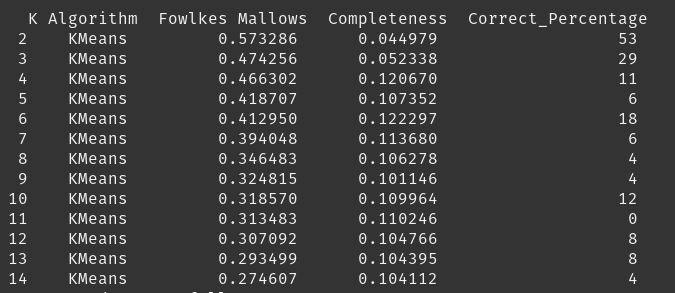 K Algorithm Fowlkes Mallows Completeness Correct_Percentage
2 KMeans 0.573286 0.044979 53
3 KMeans 0.474256 0.052338 29
4 KMeans 0.466302 0.120670 11
5 KMeans 0.418707 0.107352 6
6 KMeans 0.412950 0.122297 18
7 KMeans 0.394048 0.113680 6
8 KMeans 0.346483 0.106278 4
9 KMeans 0.324815 0.101146 4
10 KMeans 0.318570 0.109964 12
11 KMeans 0.313483 0.110246 0
12 KMeans 0.307092 0.104766 8
13 KMeans 0.293499 0.104395 8
14 KMeans 0.274607 0.104112 4